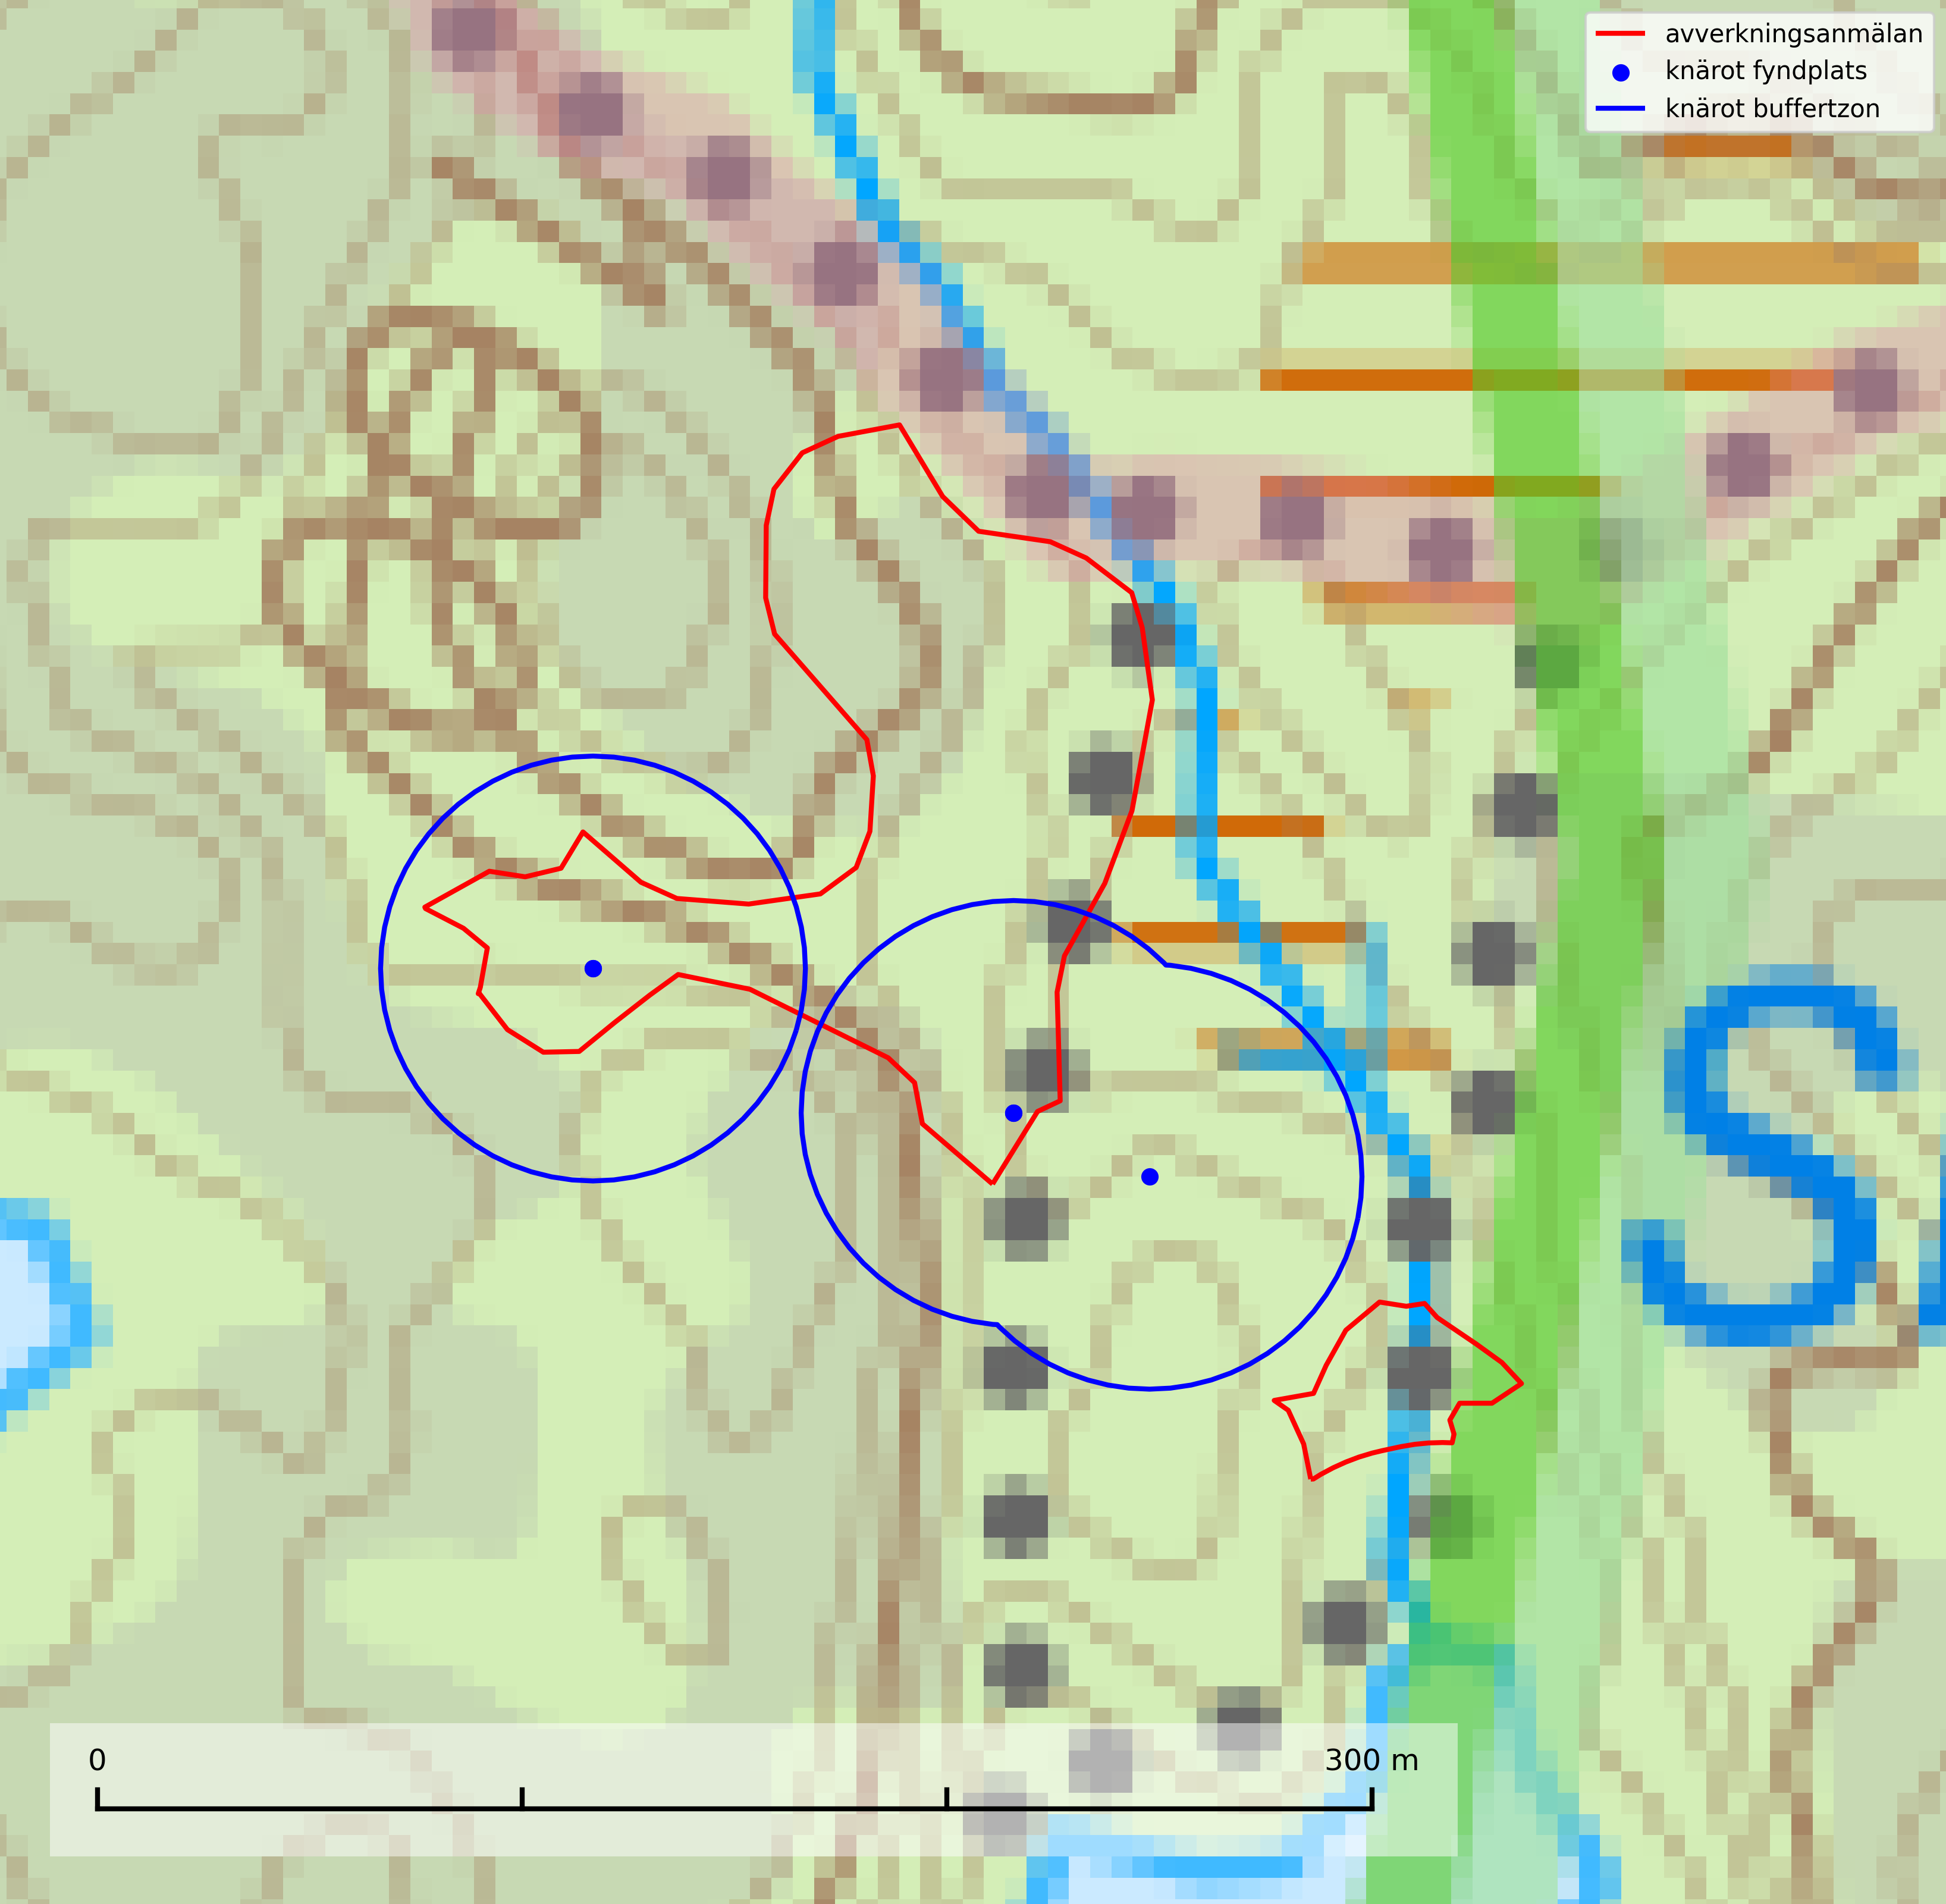 avverkningsanmälan
knärot fyndplats
knärot buffertzon
S
0 300 m